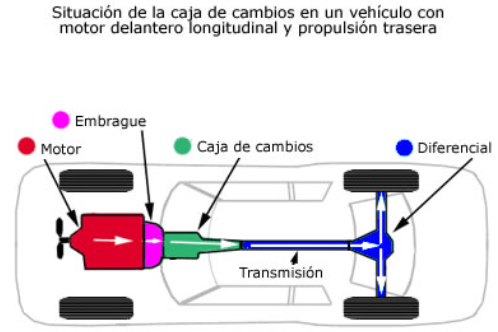 Situación de la caja de cambios en un vehículo con
motor delantero longitudinal y propulsión trasera
Embrague
Motor
Caja de cambios
Diferencial
Transmisión